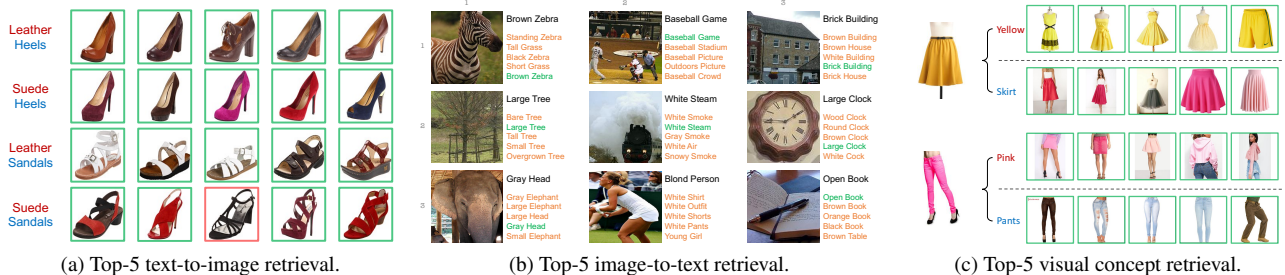 Leather
Heels
Suede
Heels
Leather
Sandals
Suede
Sandals
(a) Top-5 text-to-image retrieval.
1
2
3
1
Brown Zebra
Standing Zebra
Tall Grass
Black Zebra
Short Grass
Brown Zebra
Baseball Game
Baseball Game
Baseball Stadium
Baseball Picture
Outdoors Picture
Baseball Crowd
Brick Building
Brown Building
Brown House
White Building
Brick Building
Brick House
2
Large Tree
Bare Tree
Large Tree
Tall Tree
Small Tree
Overgrown Tree
White Steam
White Smoke
White Steam
Gray Smoke
White Air
Snowy Smoke
Large Clock
Wood Clock
Round Clock
Brown Clock
Large Clock
White Cock
3
Gray Head
Gray Elephant
Large Elephant
Large Head
Gray Head
Small Elephant
Blond Person
White Shirt
White Outfit
White Shorts
White Pants
Young Girl
Open Book
Open Book
Brown Book
Orange Book
Black Book
Brown Table
(b) Top-5 image-to-text retrieval.
Yellow
Skirt
Pink
Pants
(c) Top-5 visual concept retrieval.